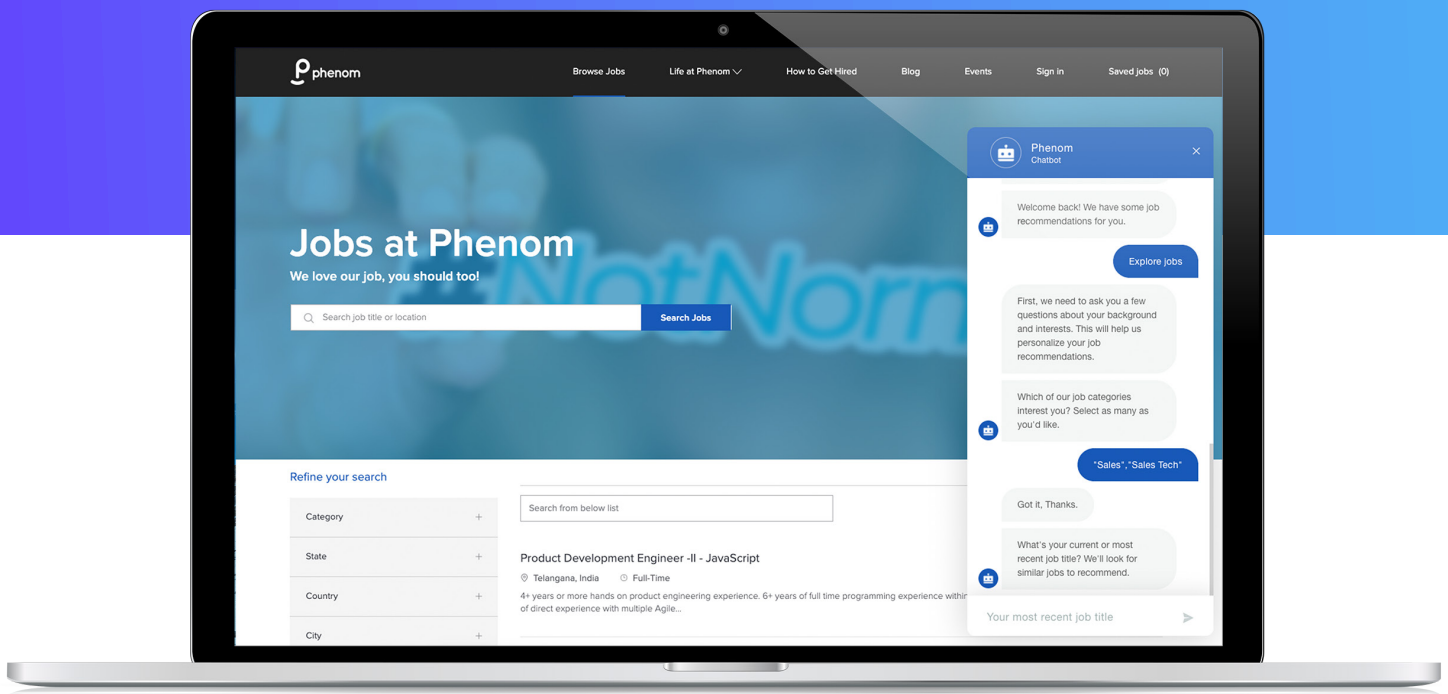 phenom
Browse Jobs
Life at Phenom
How to Get Hired
Blog
Events
Sign in
Saved jobs (0)
Jobs at Phenom
We love our job, you should too!
Search job title or location
Search Jobs
Refine your search
Category
State
Country
City
Search from below list
Product Development Engineer -II - JavaScript
Telangana, India
Full-Time
4+ years or more hands on product engineering experience. 6+ years of full time programming experience within
of direct experience with multiple Agile...
Phenom
Chatbot
Welcome back! We have some job
recommendations for you.
Explore jobs
First, we need to ask you a few
questions about your background
and interests. This will help us
personalize your job
recommendations.
Which of our job categories
interest you? Select as many as
you'd like.
"Sales","Sales Tech"
Got it, Thanks.
What's your current or most
recent job title? We'll look for
similar jobs to recommend.
Your most recent job title